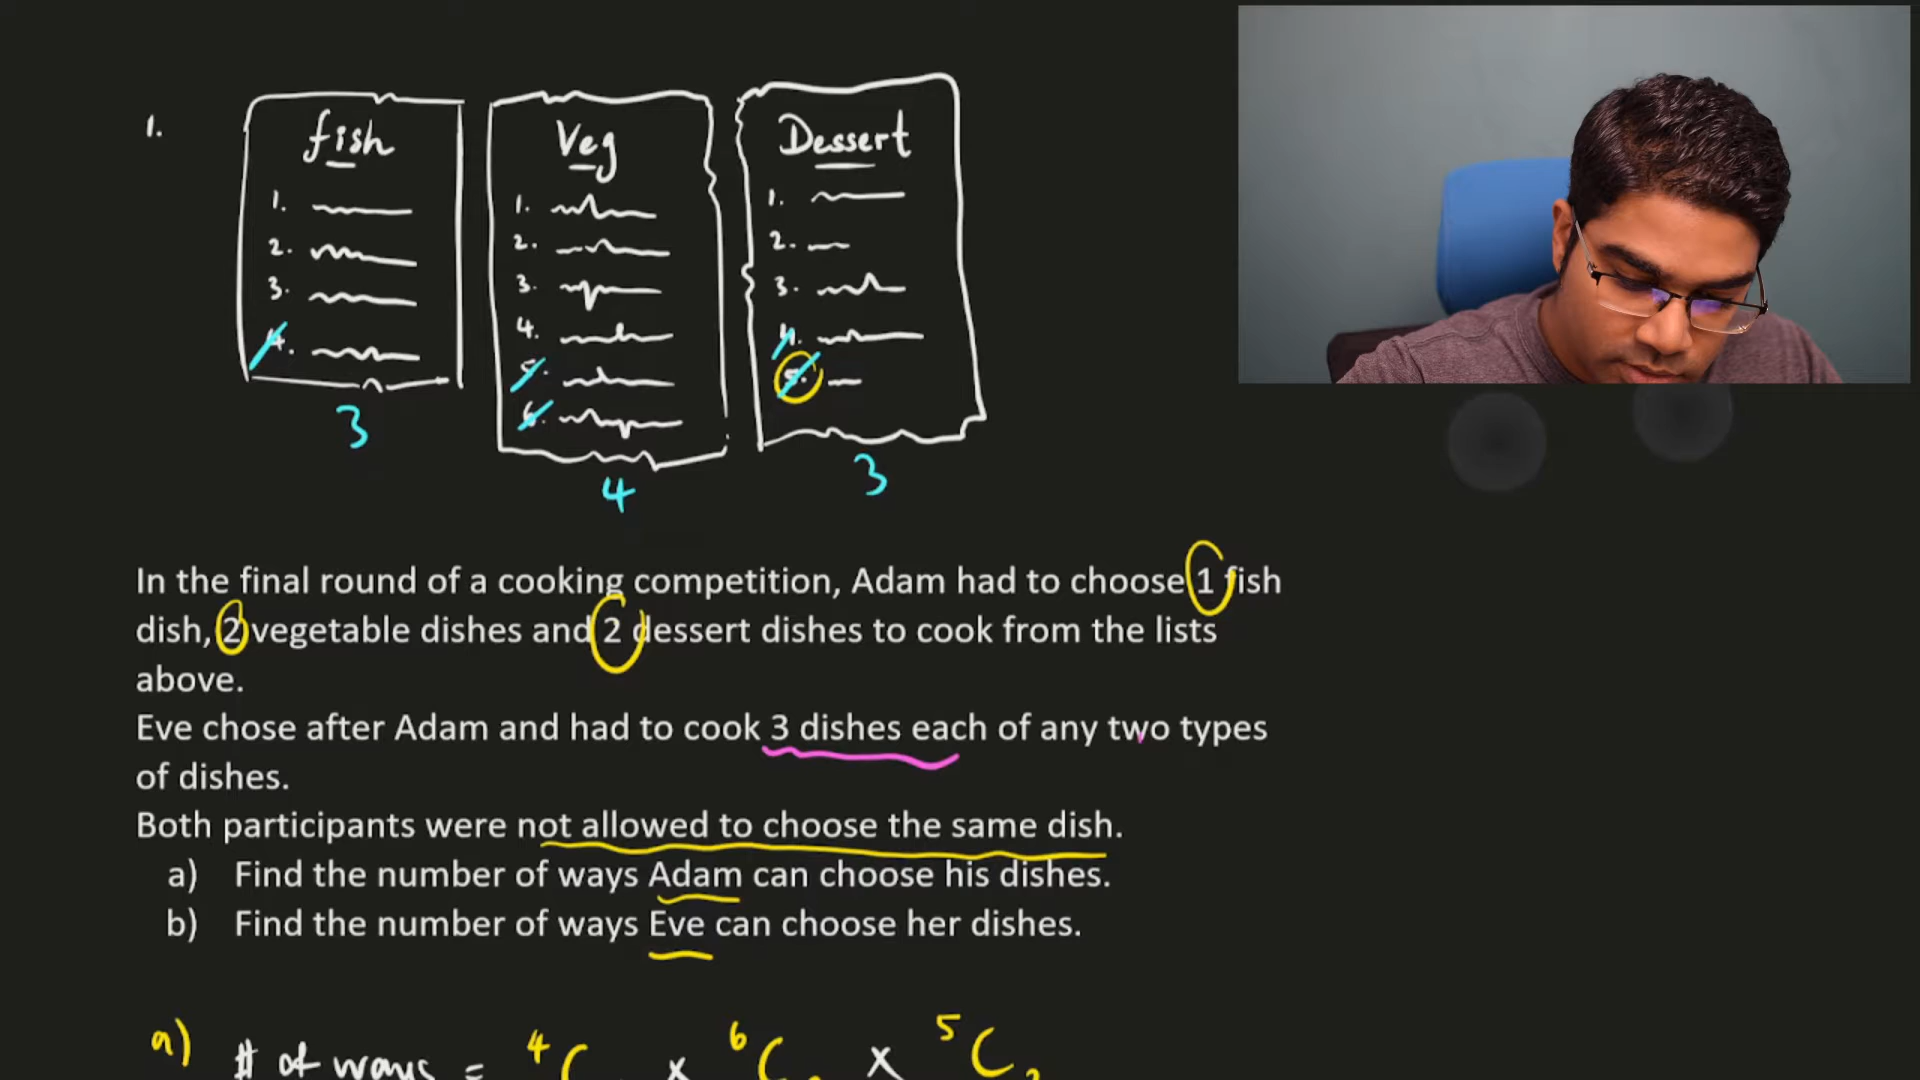 1.
fish
1.
2.
3.
4.
3
Veg
1.
2.
3.
4.
5.
6.
4
Dessert
1.
2.
3.
4.
5.
3
In the final round of a cooking competition, Adam had to choose 1 fish
dish, 2 vegetable dishes and 2 dessert dishes to cook from the lists
above.
Eve chose after Adam and had to cook 3 dishes each of any two types
of dishes.
Both participants were not allowed to choose the same dish.
a) Find the number of ways Adam can choose his dishes.
b) Find the number of ways Eve can choose her dishes.
a) # of ways = ⁴C × ⁶C × ⁵C